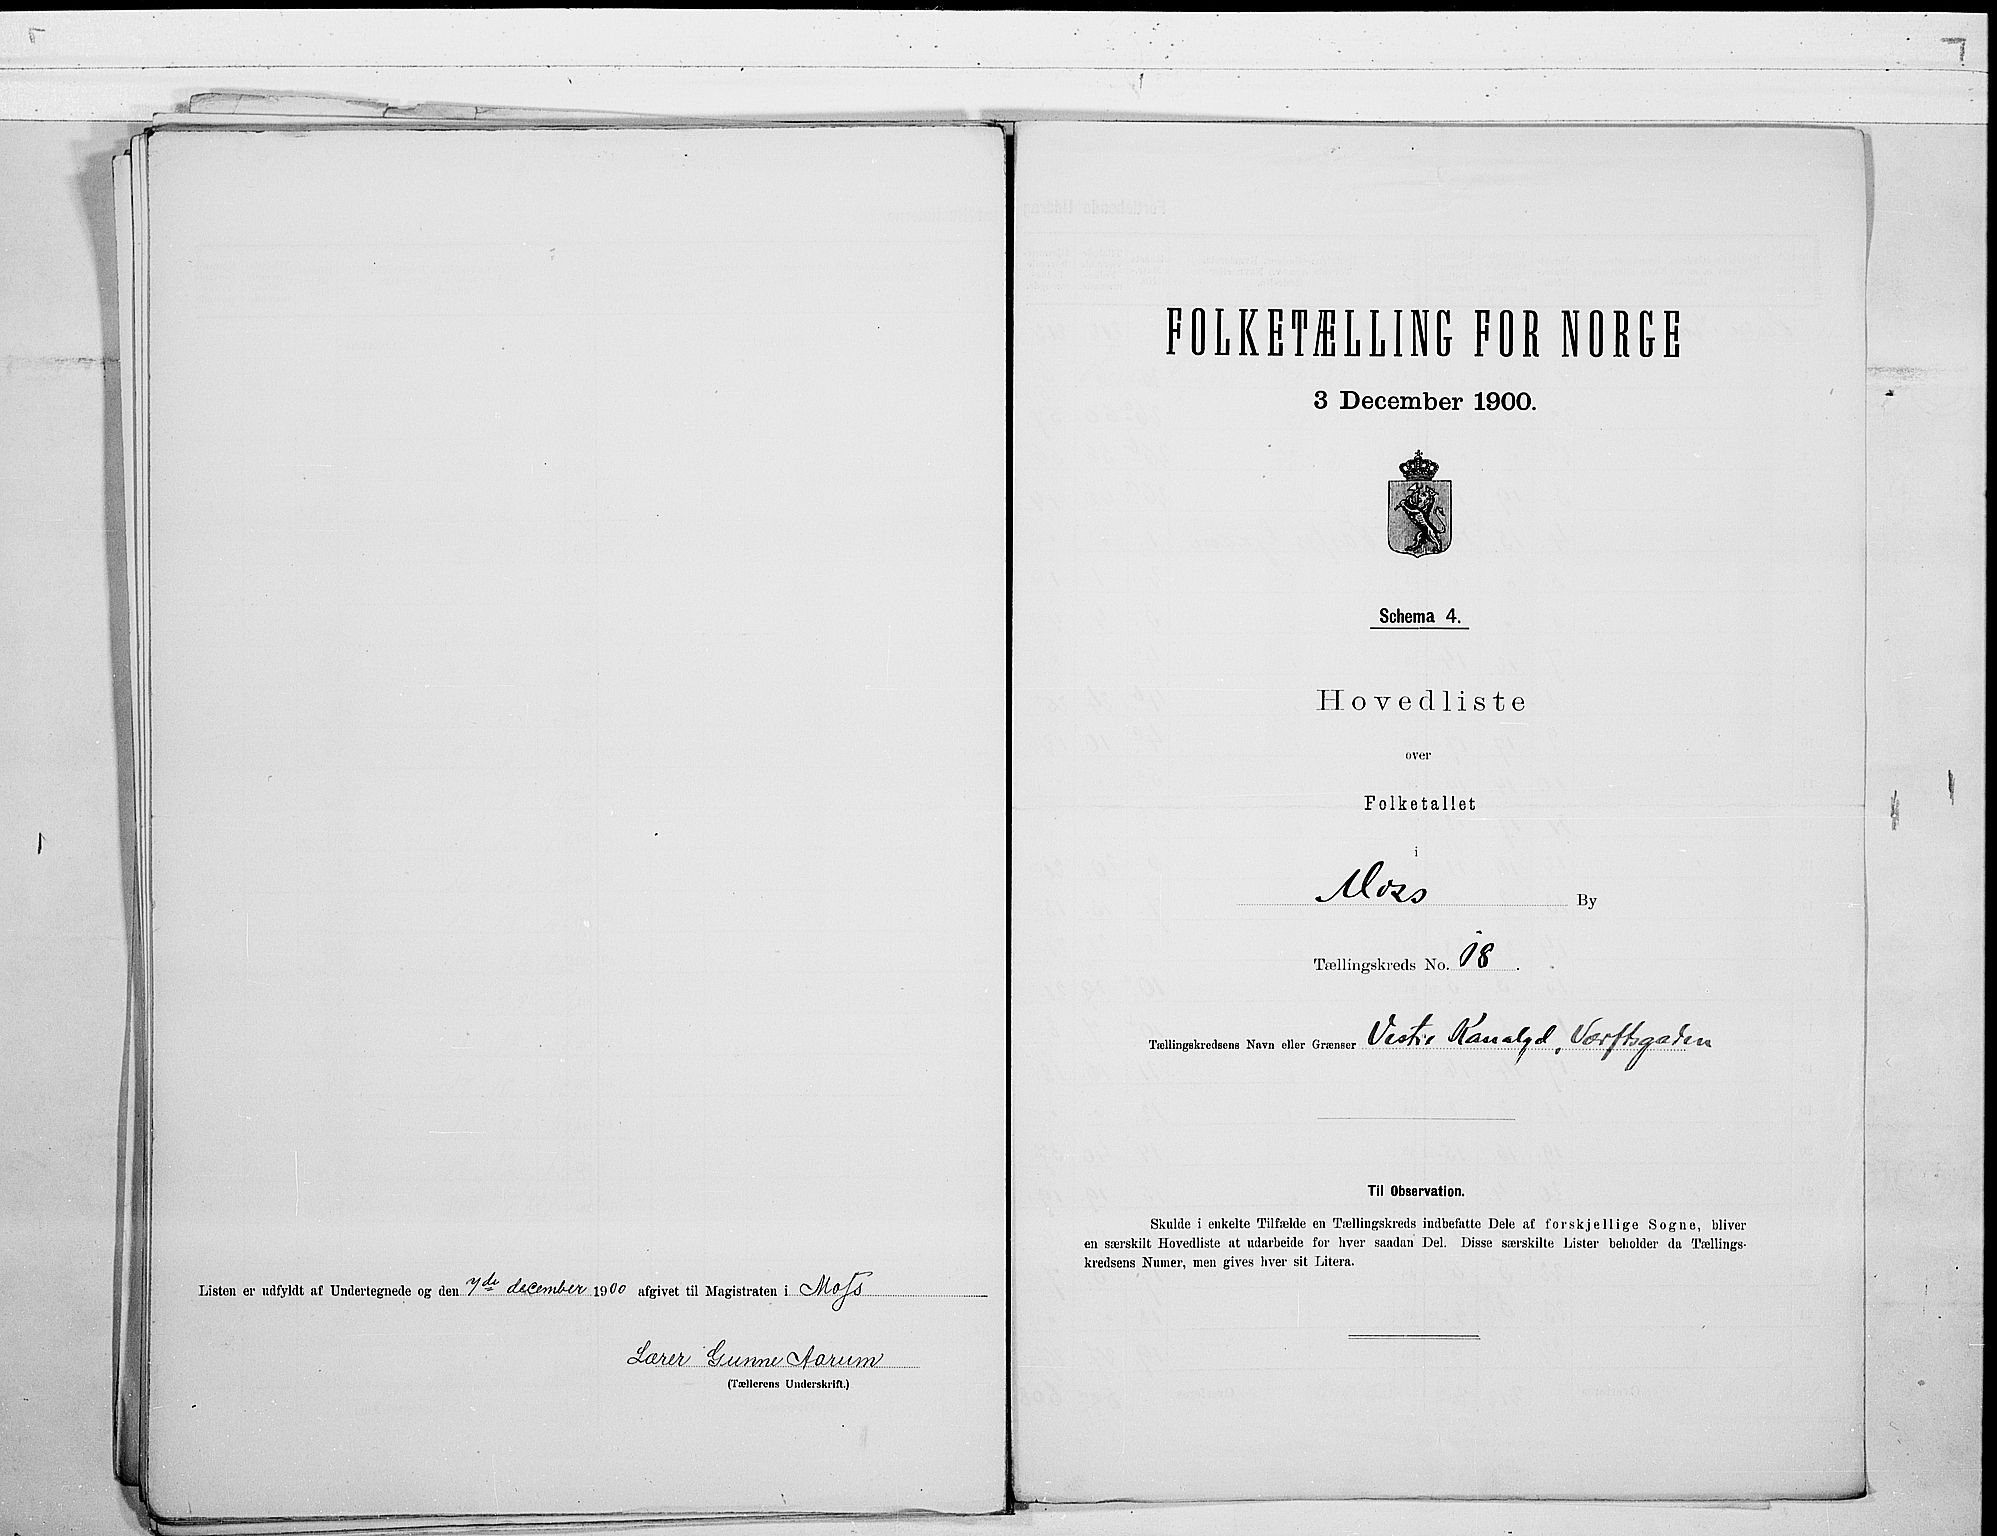 Listen er udfyldt af Undertegnede og den 7de december 1900 afgivet til Magistraten i Moss
Lærer Gunne Aarum
(Tællerens Underskrift.)
FOLKETÆLLING FOR NORGE
3 December 1900.
Schema 4.
Hovedliste
over
Folketallet
i
Moss By
Tællingskreds No. 18.
Tællingskredsens Navn eller Grænser Vestre Kanalgd, Værftsgaden
Til Observation.
Skulde i enkelte Tilfælde en Tællingskreds indbefatte Dele af forskjellige Sogne, bliver
en særskilt Hovedliste at udarbeide for hver saadan Del. Disse særskilte Lister beholder da Tællings-
kredsens Numer, men gives hver sit Litera.